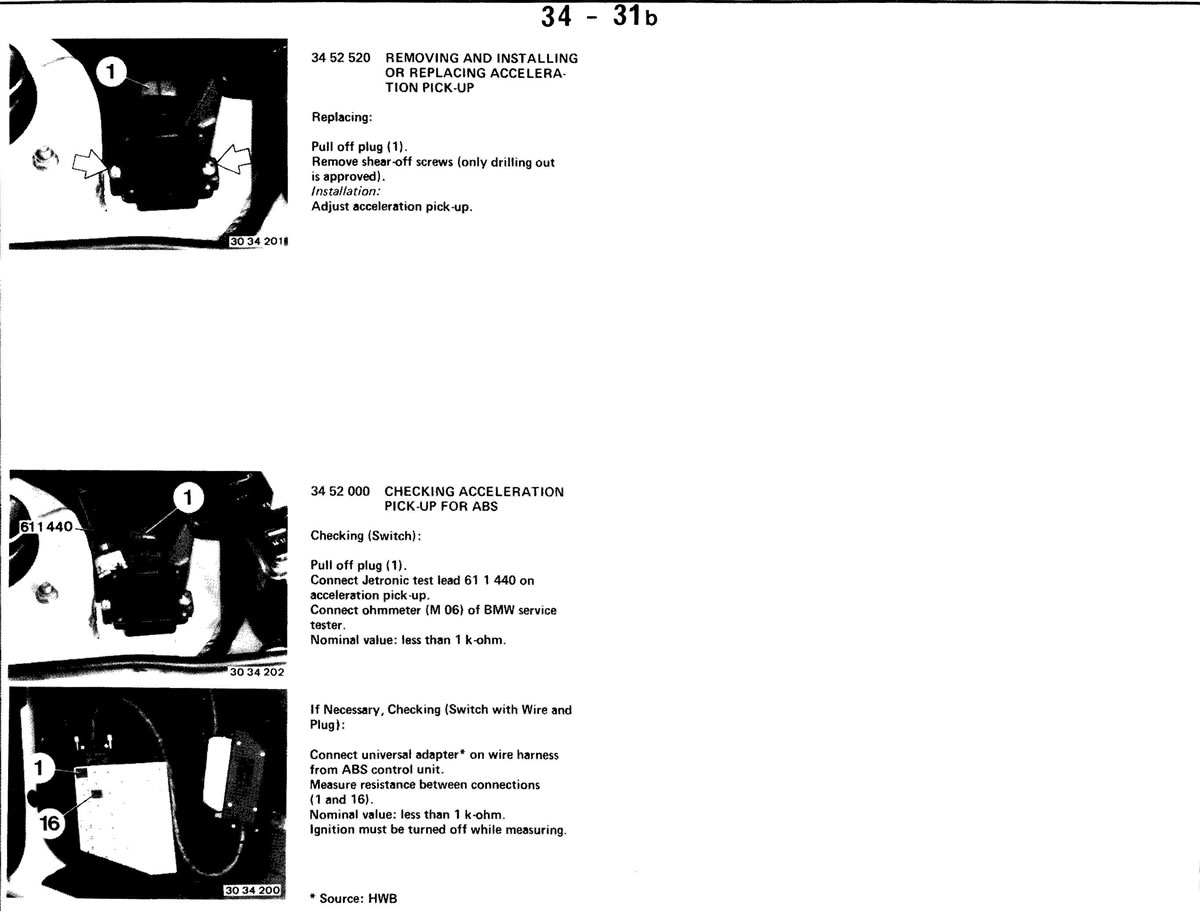 34 - 31b
1
30 34 201
34 52 520 REMOVING AND INSTALLING
OR REPLACING ACCELERA-
TION PICK-UP
Replacing:
Pull off plug (1).
Remove shear-off screws (only drilling out
is approved).
Installation:
Adjust acceleration pick-up.
1
611 440
30 34 202
34 52 000 CHECKING ACCELERATION
PICK-UP FOR ABS
Checking (Switch):
Pull off plug (1).
Connect Jetronic test lead 61 1 440 on
acceleration pick-up.
Connect ohmmeter (M 06) of BMW service
tester.
Nominal value: less than 1 k-ohm.
1
16
30 34 200
If Necessary, Checking (Switch with Wire and
Plug):
Connect universal adapter* on wire harness
from ABS control unit.
Measure resistance between connections
(1 and 16).
Nominal value: less than 1 k-ohm.
Ignition must be turned off while measuring.
* Source: HWB